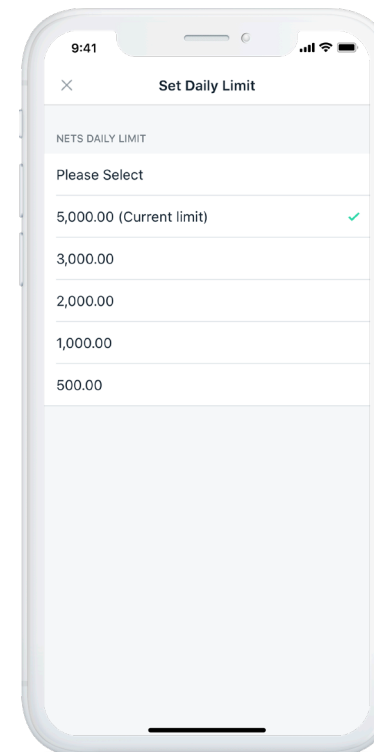 9:41
Set Daily Limit
NETS DAILY LIMIT
Please Select
5,000.00 (Current limit)
3,000.00
2,000.00
1,000.00
500.00